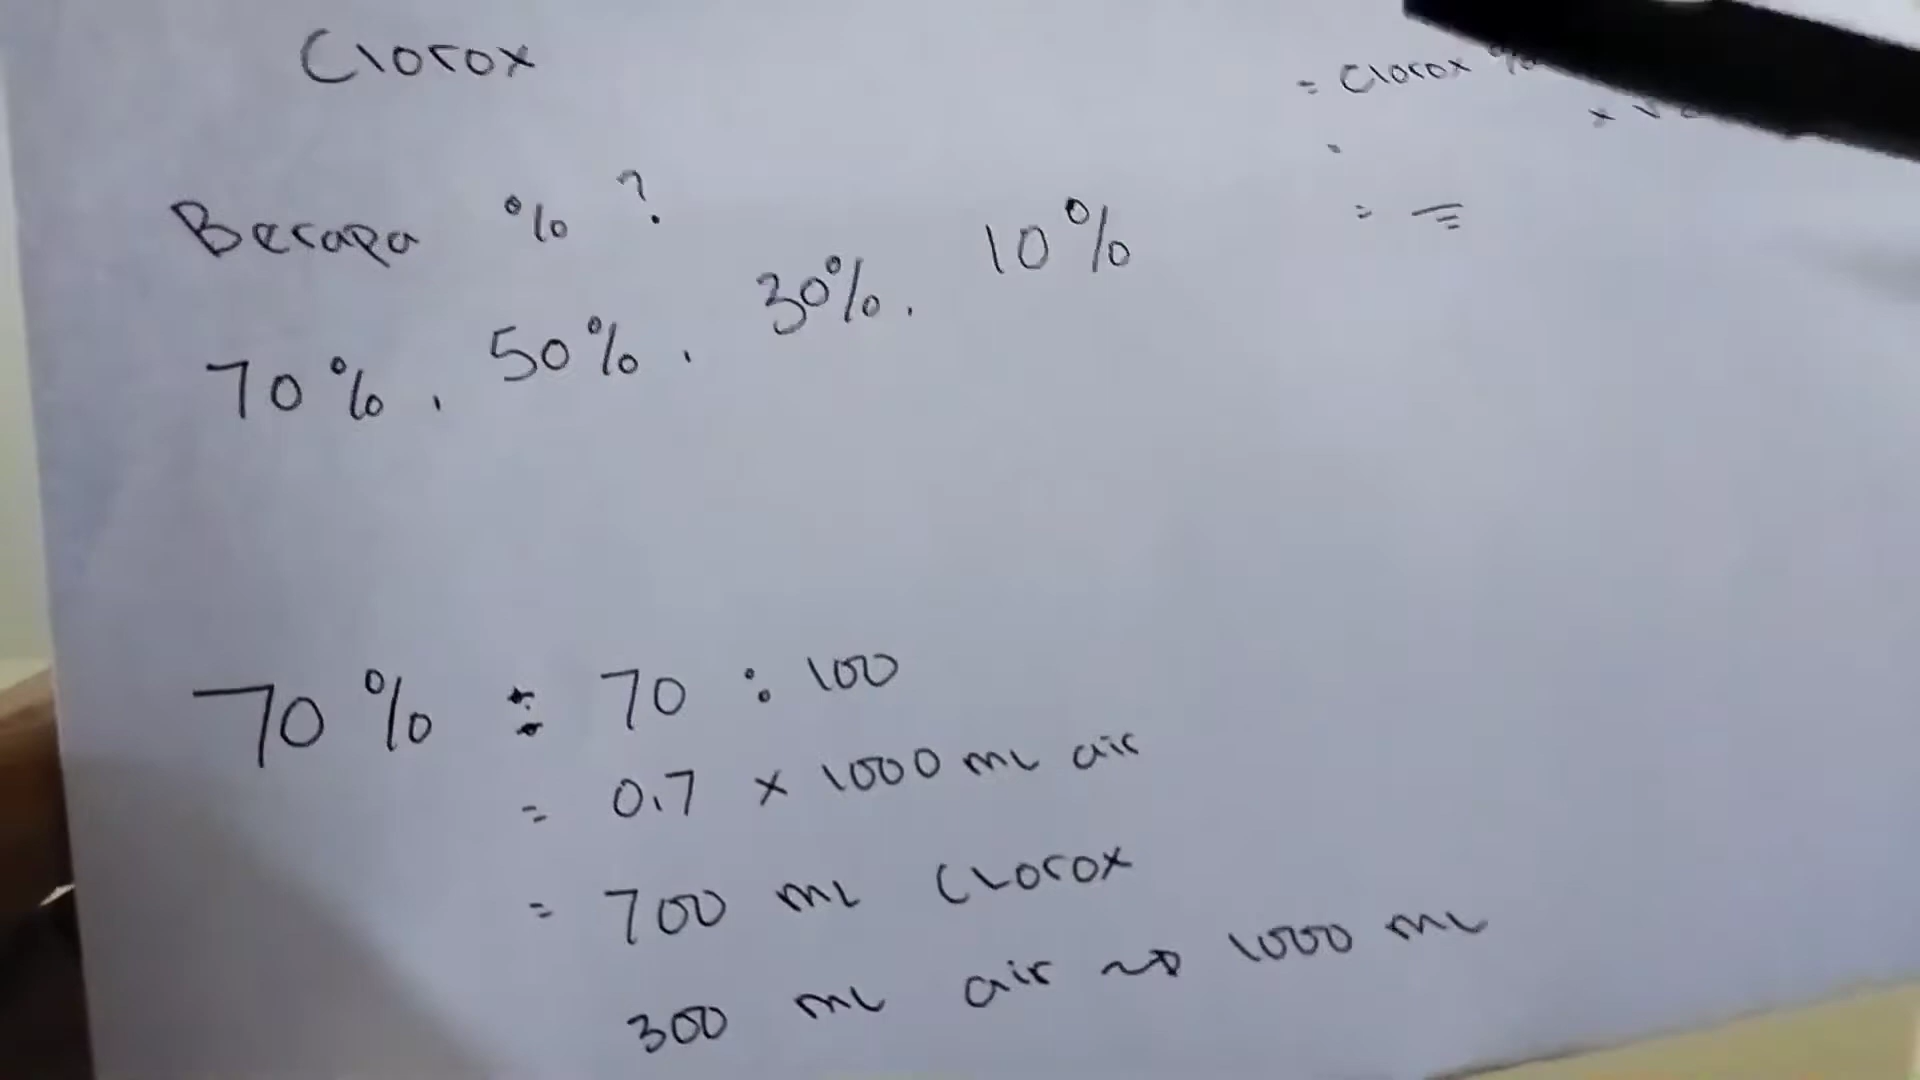 Clorox
= Clorox %
Berapa % ?
70%, 50%, 30%, 10%
70% : 70 : 100
= 0.7 x 1000 mL air
= 700 mL Clorox
300 mL air → 1000 mL